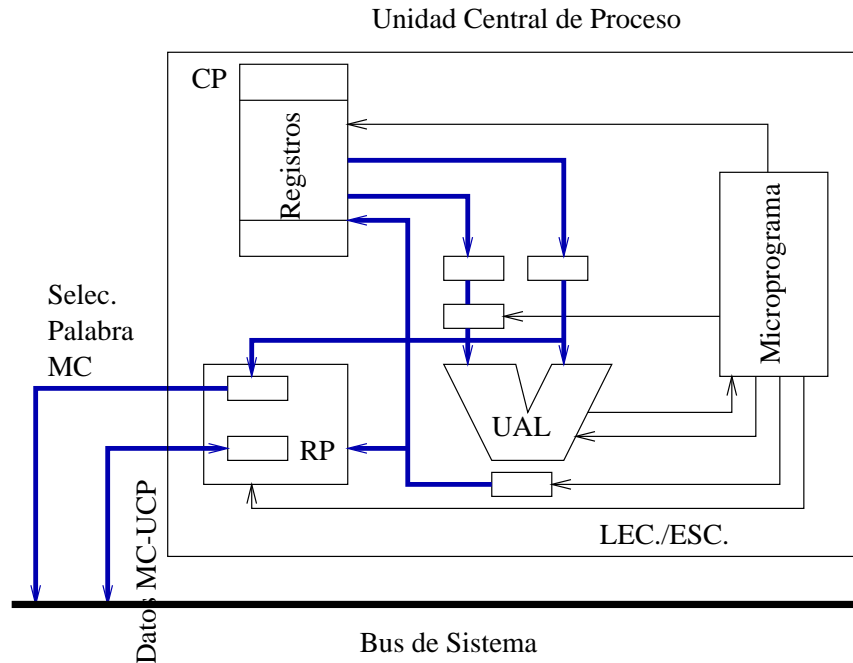 Unidad Central de Proceso
CP
Registros
Microprograma
Selec.
Palabra
MC
UAL
RP
LEC./ESC.
Datos MC-UCP
Bus de Sistema